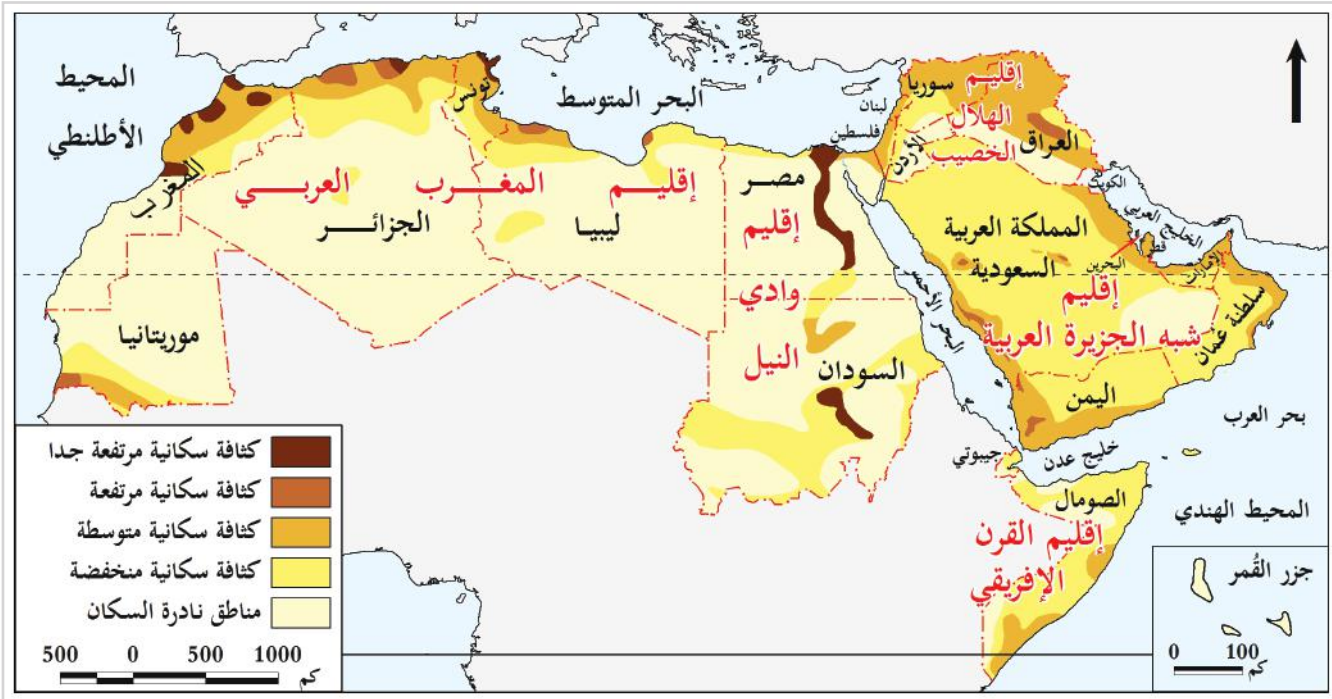 المحيط
الأطلنطي
البحر المتوسط
تونس
المغرب
إقليم المغرب العربي
الجزائر
ليبيا
موريتانيا
مصر
إقليم
وادي
النيل
السودان
البحر الأحمر
لبنان
فلسطين
سوريا
الأردن
إقليم
الهلال
الخصيب
العراق
الكويت
الخليج العربي
قطر
البحرين
الإمارات
المملكة العربية
السعودية
إقليم
شبه الجزيرة العربية
سلطنة عُمان
اليمن
بحر العرب
خليج عدن
جيبوتي
الصومال
إقليم القرن
الإفريقي
المحيط الهندي
جزر القُمر
0 100
كم
كثافة سكانية مرتفعة جدا
كثافة سكانية مرتفعة
كثافة سكانية متوسطة
كثافة سكانية منخفضة
مناطق نادرة السكان
500 0 500 1000
كم